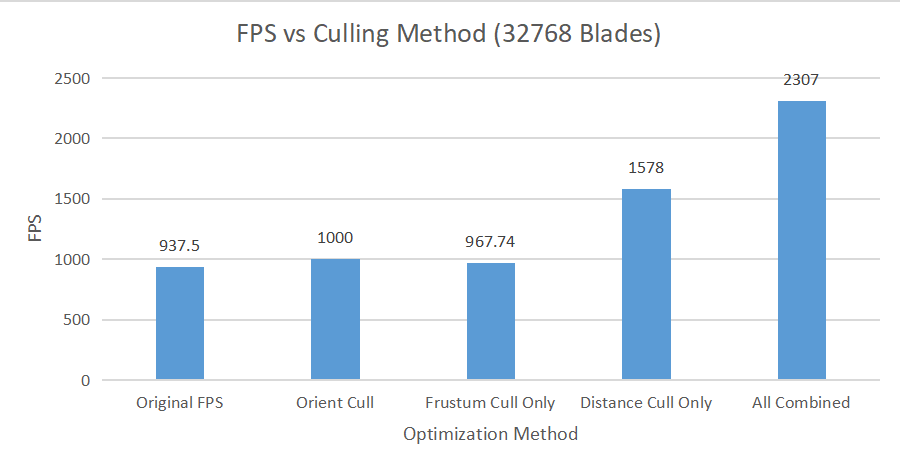 FPS vs Culling Method (32768 Blades)
2500
2000
1500
1000
500
0
FPS
937.5
1000
967.74
1578
2307
Original FPS
Orient Cull
Frustum Cull Only
Distance Cull Only
All Combined
Optimization Method